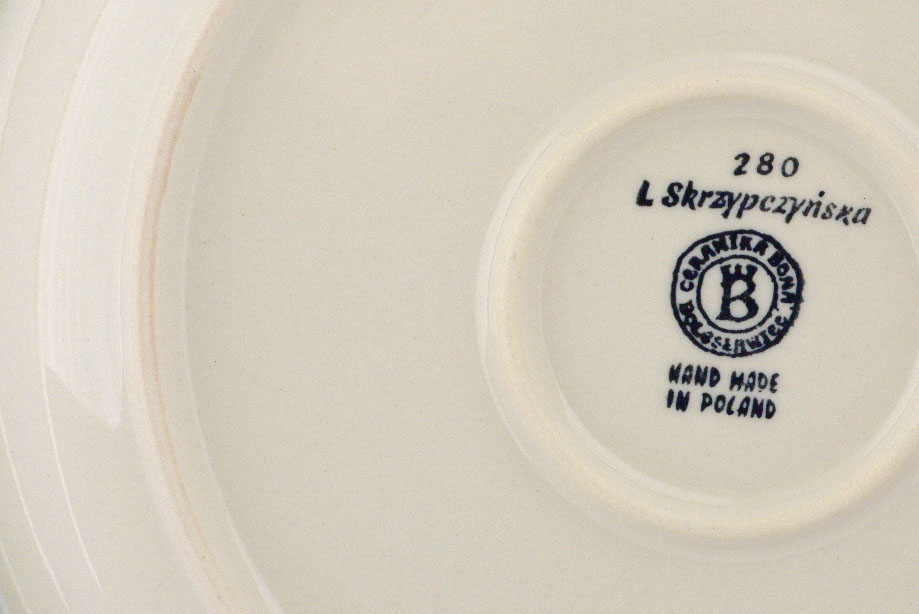 280
L Skrzypczyńska
CERAMIKA BONA
B
BOLESŁAWIEC
HAND MADE
IN POLAND